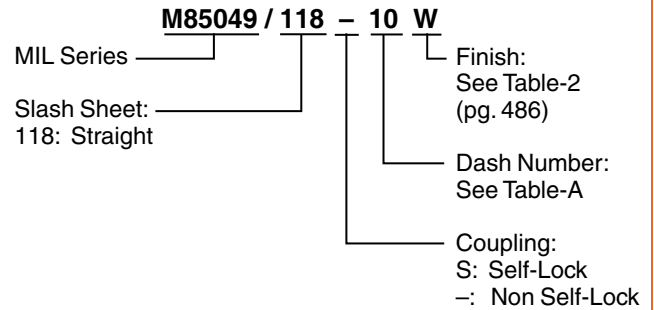 M85049 / 118 – 10 W
MIL Series
Slash Sheet:
118: Straight
Finish:
See Table-2
(pg. 486)
Dash Number:
See Table-A
Coupling:
S: Self-Lock
–: Non Self-Lock